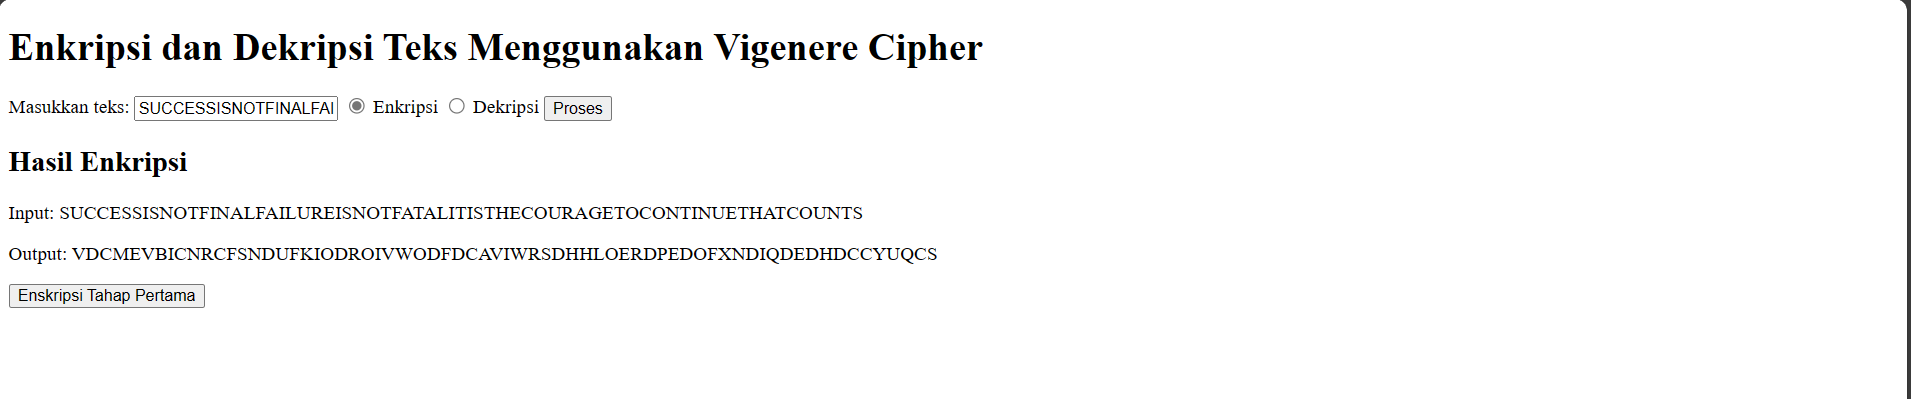 Enkripsi dan Dekripsi Teks Menggunakan Vigenere Cipher
Masukkan teks: SUCCESSISNOTFINALFAI Enkripsi Dekripsi Proses
Hasil Enkripsi
Input: SUCCESSISNOTFINALFAILUREISNOTFATALITISTHECOURAGETOCONTINUETHATCOUNTS
Output: VDCMEVBICNRCFSNDUFKIODROIVWODFDCAVIWRSDHHLOERDPEDOFXNDIQDEDHDCCYUQCS
Enskripsi Tahap Pertama